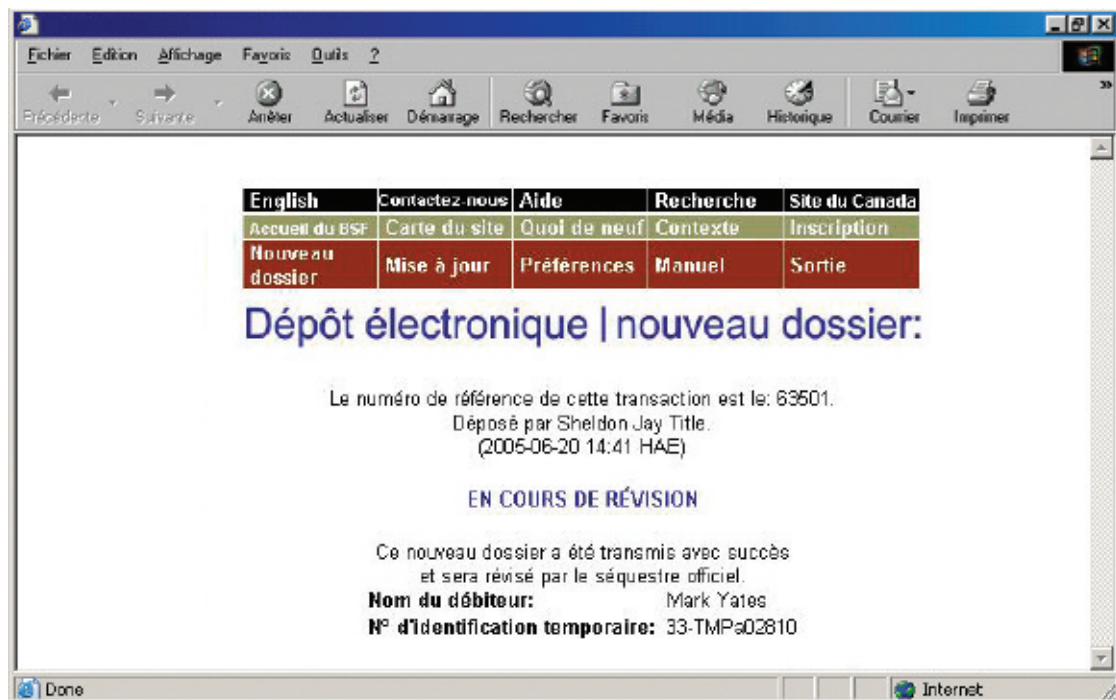 Fichier Edition Affichage Favoris Outils ?
Précédente Suivante Arrêter Actualiser Démarrage Rechercher Favoris Média Historique Courrier Imprimer »
English Contactez-nous Aide Recherche Site du Canada
Accueil du BSF Carte du site Quoi de neuf Contexte Inscription
Nouveau dossier Mise à jour Préférences Manuel Sortie
Dépôt électronique | nouveau dossier:
Le numéro de référence de cette transaction est le: 63501.
Déposé par Sheldon Jay Title.
(2005-06-20 14:41 HAE)
EN COURS DE RÉVISION
Ce nouveau dossier a été transmis avec succès
et sera révisé par le séquestre officiel.
Nom du débiteur: Mark Yates
Nº d'identification temporaire: 33-TMPa02810
Done Internet